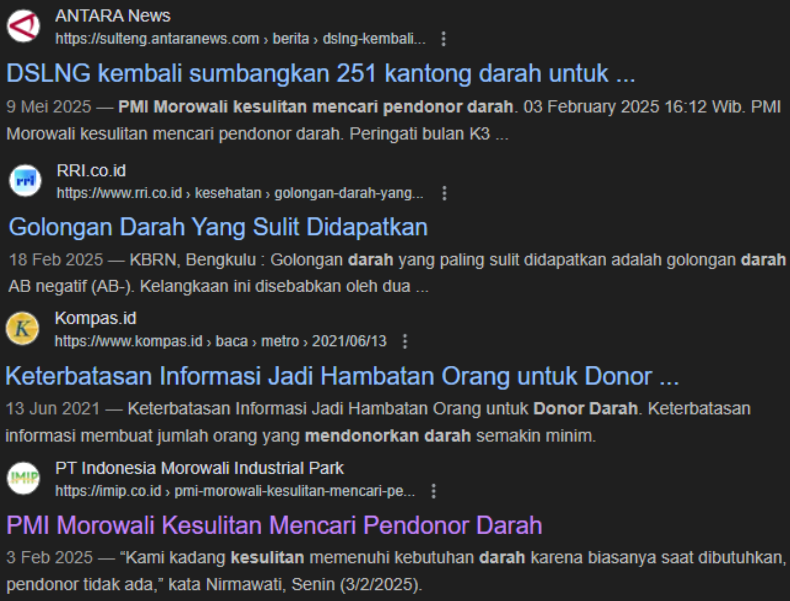 ANTARA News
https://sulteng.antaranews.com › berita › dslng-kembali...
DSLNG kembali sumbangkan 251 kantong darah untuk ...
9 Mei 2025 — PMI Morowali kesulitan mencari pendonor darah. 03 February 2025 16:12 Wib. PMI
Morowali kesulitan mencari pendonor darah. Peringati bulan K3 ...
rri
RRI.co.id
https://www.rri.co.id › kesehatan › golongan-darah-yang...
Golongan Darah Yang Sulit Didapatkan
18 Feb 2025 — KBRN, Bengkulu : Golongan darah yang paling sulit didapatkan adalah golongan darah
AB negatif (AB-). Kelangkaan ini disebabkan oleh dua ...
K
Kompas.id
https://www.kompas.id › baca › metro › 2021/06/13
Keterbatasan Informasi Jadi Hambatan Orang untuk Donor ...
13 Jun 2021 — Keterbatasan Informasi Jadi Hambatan Orang untuk Donor Darah. Keterbatasan
informasi membuat jumlah orang yang mendonorkan darah semakin minim.
IMIP
PT Indonesia Morowali Industrial Park
https://imip.co.id › pmi-morowali-kesulitan-mencari-pe...
PMI Morowali Kesulitan Mencari Pendonor Darah
3 Feb 2025 — “Kami kadang kesulitan memenuhi kebutuhan darah karena biasanya saat dibutuhkan,
pendonor tidak ada,” kata Nirmawati, Senin (3/2/2025).